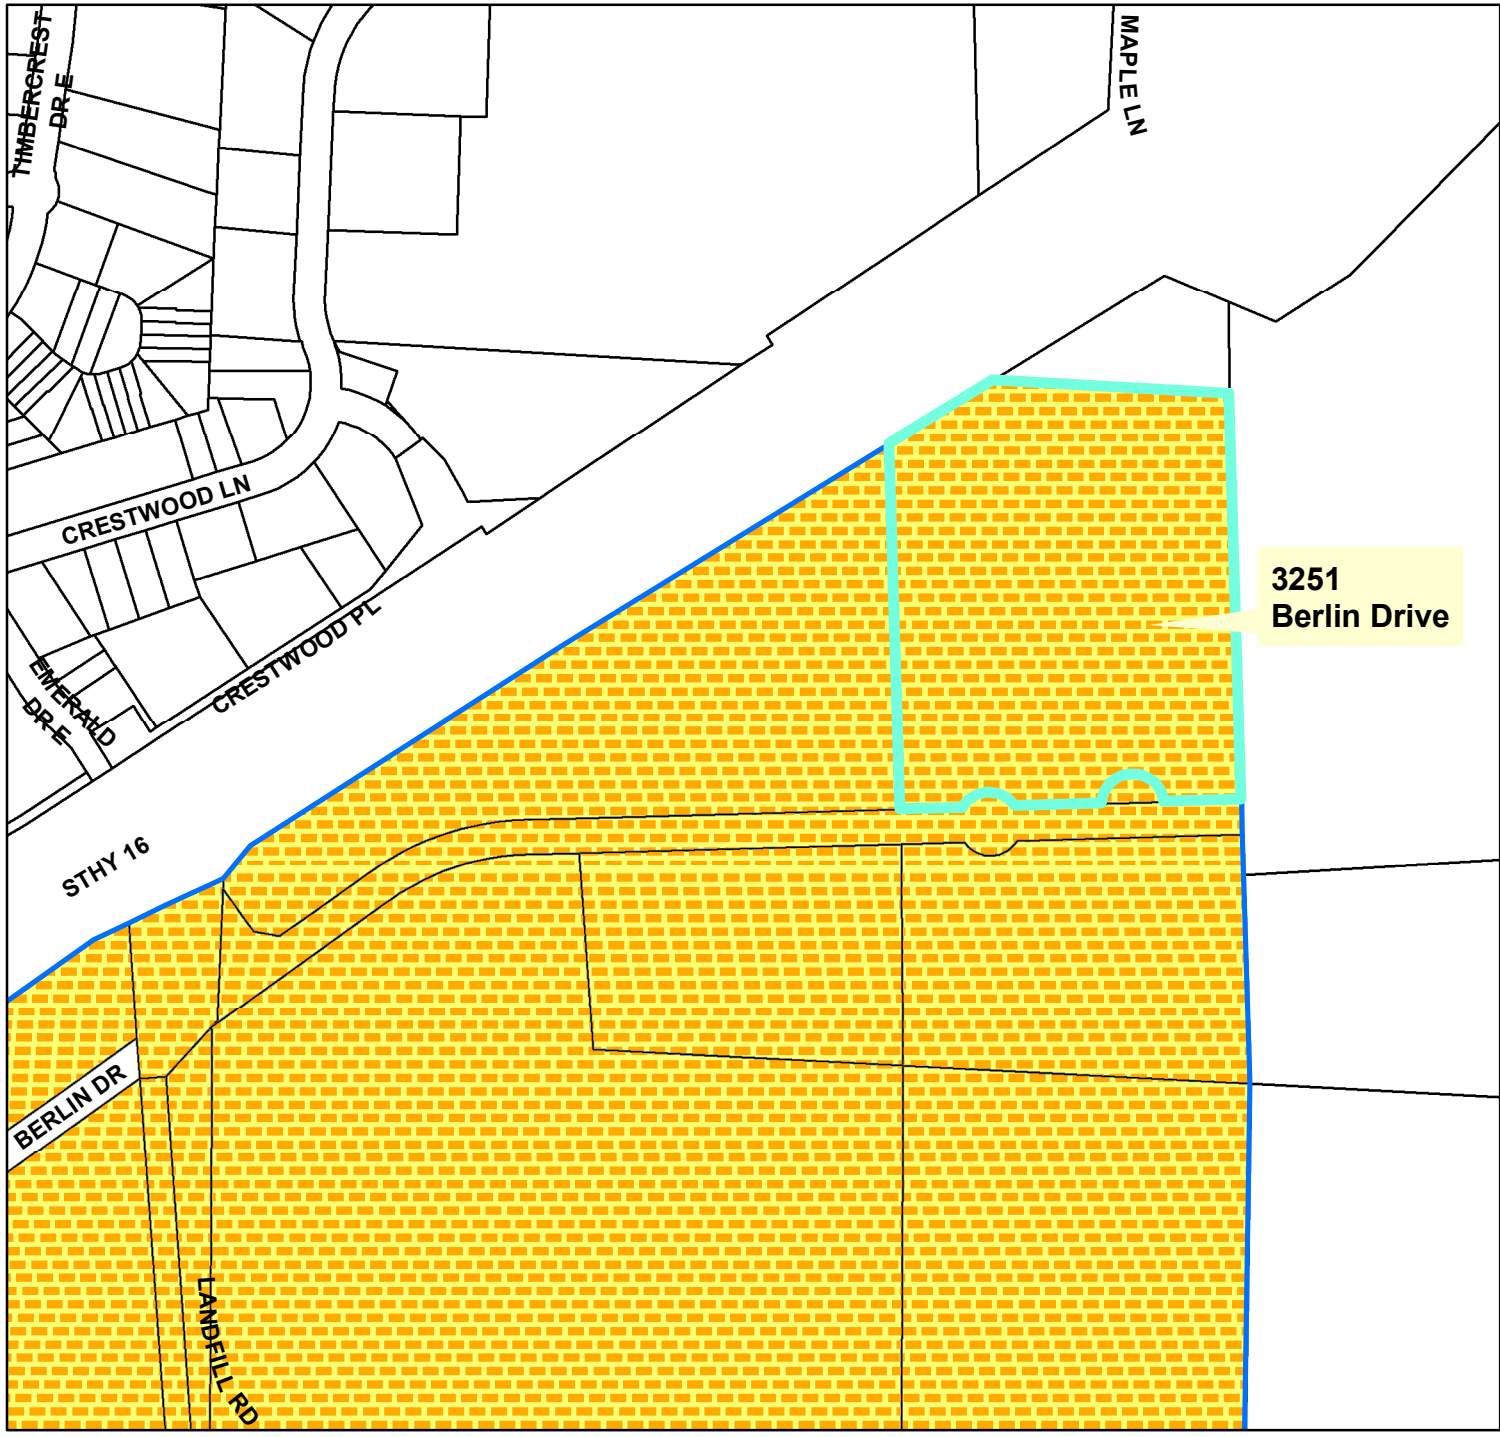 TIMBERCREST
DR E
MAPLE LN
CRESTWOOD LN
3251
Berlin Drive
CRESTWOOD PL
EMERALD
DR E
STHY 16
BERLIN DR
LANDFILL RD